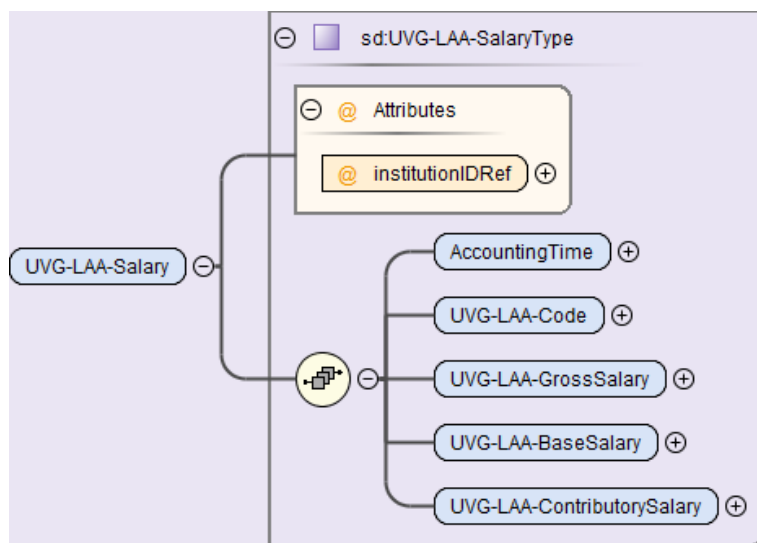 sd:UVG-LAA-SalaryType
@ Attributes
@ institutionIDRef
UVG-LAA-Salary
AccountingTime
UVG-LAA-Code
UVG-LAA-GrossSalary
UVG-LAA-BaseSalary
UVG-LAA-ContributorySalary